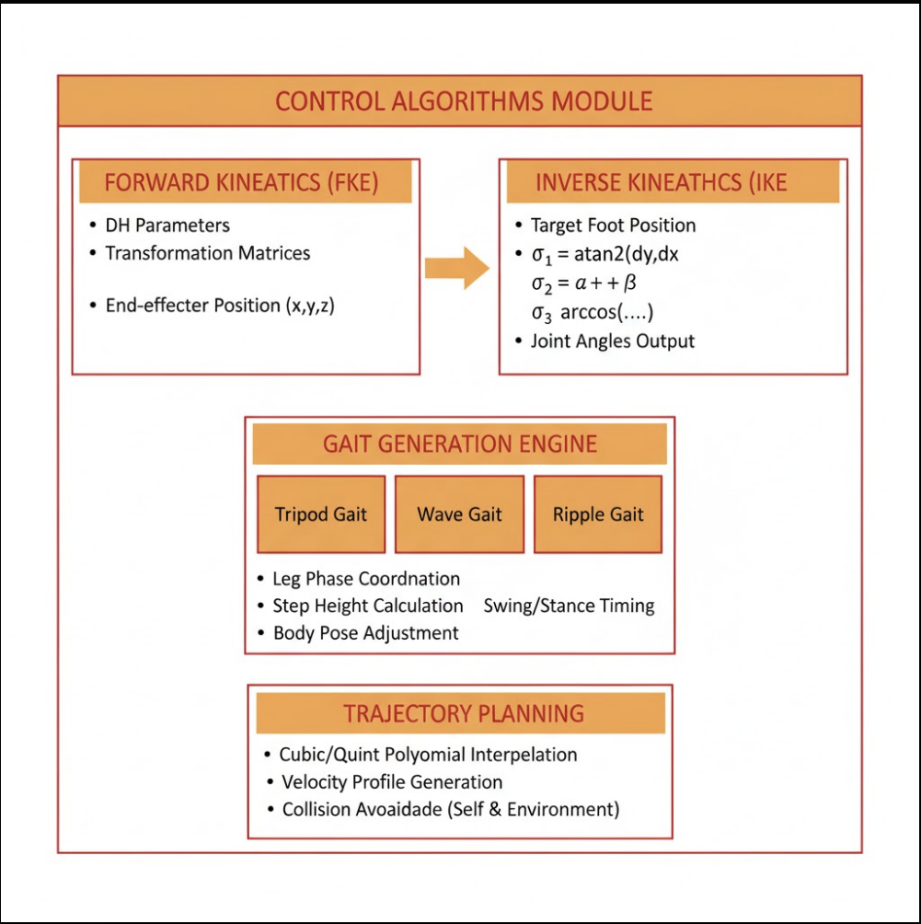 CONTROL ALGORITHMS MODULE
FORWARD KINEATICS (FKE)
• DH Parameters
• Transformation Matrices
• End-effecter Position (x,y,z)
INVERSE KINEATHCS (IKE
• Target Foot Position
• σ₁ = atan2(dy,dx
σ₂ = a++β
σ₃ arccos(....)
• Joint Angles Output
GAIT GENERATION ENGINE
Tripod Gait
Wave Gait
Ripple Gait
• Leg Phase Coordnation
• Step Height Calculation Swing/Stance Timing
• Body Pose Adjustment
TRAJECTORY PLANNING
• Cubic/Quint Polyomial Interpelation
• Velocity Profile Generation
• Collision Avoaidade (Self & Environment)